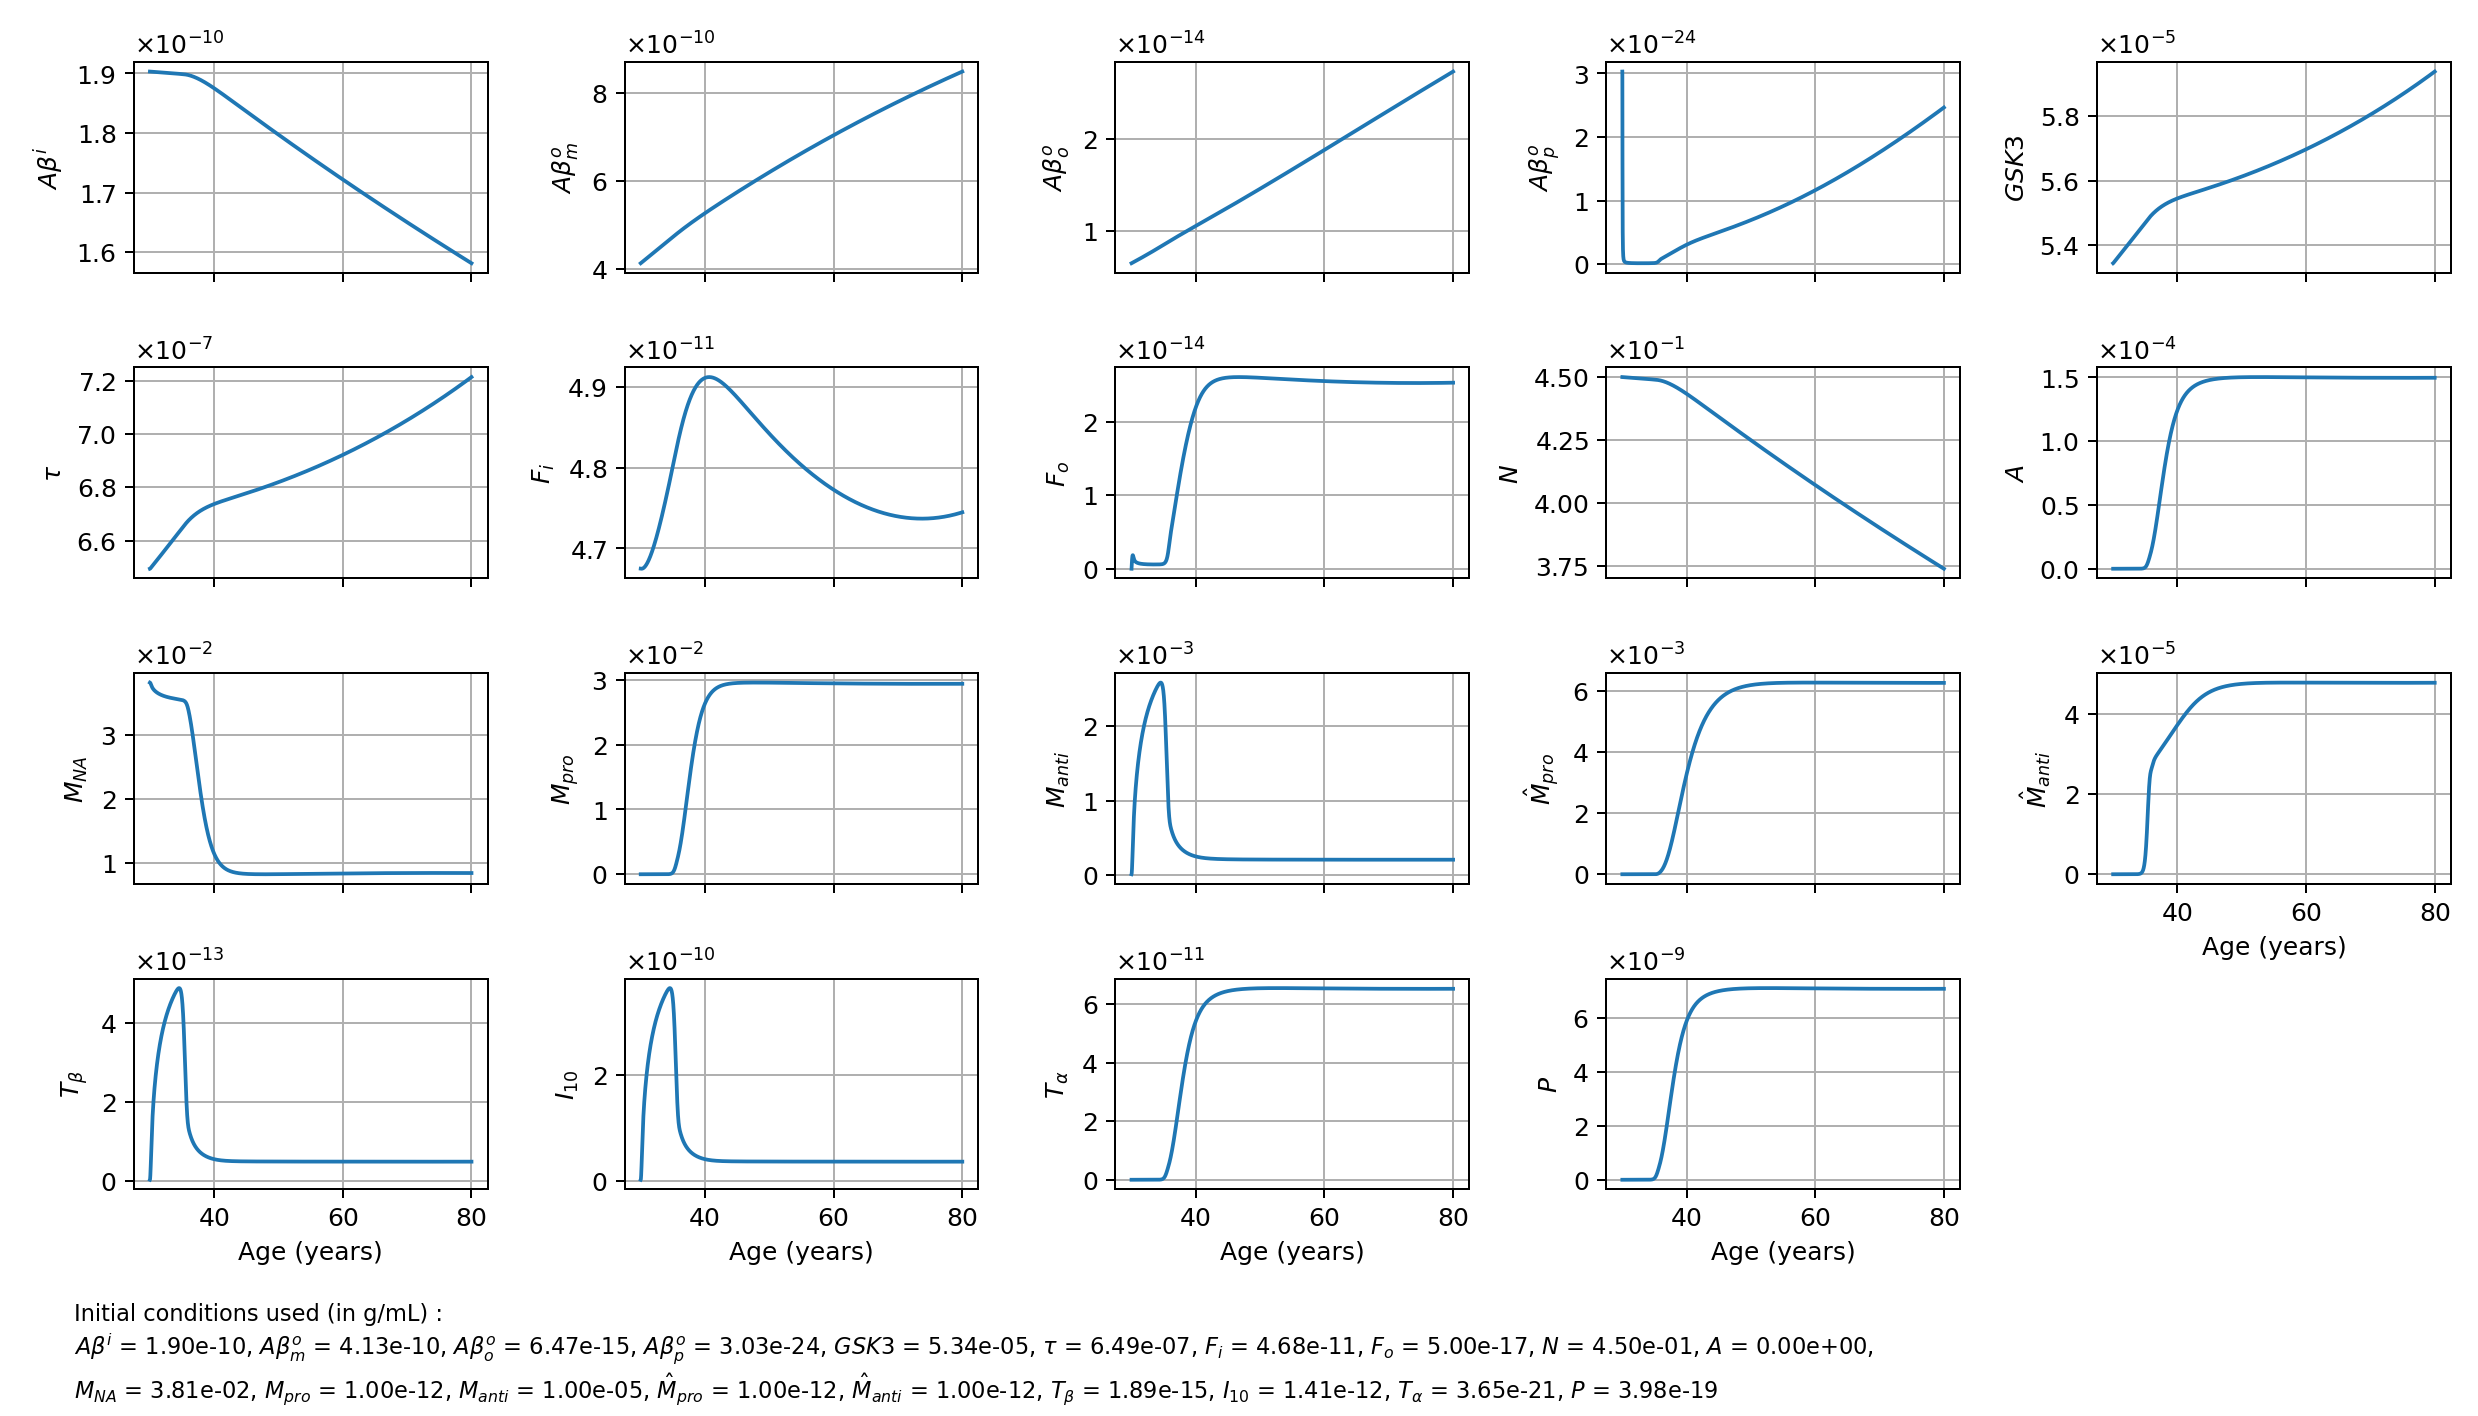 ×10⁻¹⁰ ×10⁻¹⁰ ×10⁻¹⁴ ×10⁻²⁴ ×10⁻⁵
Aβⁱ 1.9 1.8 1.7 1.6
Aβₘᵒ 8 6 4
Aβₒᵒ 2 1
Aβₚᵒ 3 2 1 0
GSK3 5.8 5.6 5.4
×10⁻⁷ ×10⁻¹¹ ×10⁻¹⁴ ×10⁻¹ ×10⁻⁴
τ 7.2 7.0 6.8 6.6
Fᵢ 4.9 4.8 4.7
Fₒ 2 1 0
N 4.50 4.25 4.00 3.75
A 1.5 1.0 0.5 0.0
×10⁻² ×10⁻² ×10⁻³ ×10⁻³ ×10⁻⁵
M_NA 3 2 1
M_pro 3 2 1 0
M_anti 2 1 0
M̂_pro 6 4 2 0
M̂_anti 4 2 0
40 60 80
Age (years)
×10⁻¹³ ×10⁻¹⁰ ×10⁻¹¹ ×10⁻⁹
T_β 4 2 0
I₁₀ 2 0
T_α 6 4 2 0
P 6 4 2 0
40 60 80 40 60 80 40 60 80 40 60 80
Age (years) Age (years) Age (years) Age (years)
Initial conditions used (in g/mL) :
Aβⁱ = 1.90e-10, Aβₘᵒ = 4.13e-10, Aβₒᵒ = 6.47e-15, Aβₚᵒ = 3.03e-24, GSK3 = 5.34e-05, τ = 6.49e-07, Fᵢ = 4.68e-11, Fₒ = 5.00e-17, N = 4.50e-01, A = 0.00e+00,
M_NA = 3.81e-02, M_pro = 1.00e-12, M_anti = 1.00e-05, M̂_pro = 1.00e-12, M̂_anti = 1.00e-12, T_β = 1.89e-15, I₁₀ = 1.41e-12, T_α = 3.65e-21, P = 3.98e-19